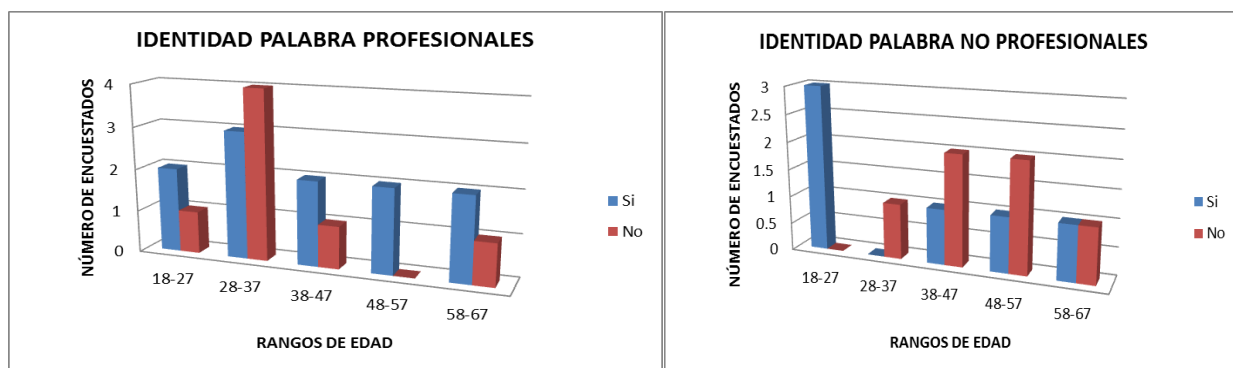 IDENTIDAD PALABRA PROFESIONALES
NÚMERO DE ENCUESTADOS
4
3
2
1
0
18-27
28-37
38-47
48-57
58-67
RANGOS DE EDAD
Si
No
IDENTIDAD PALABRA NO PROFESIONALES
NÚMERO DE ENCUESTADOS
3
2.5
2
1.5
1
0.5
0
18-27
28-37
38-47
48-57
58-67
RANGOS DE EDAD
Si
No